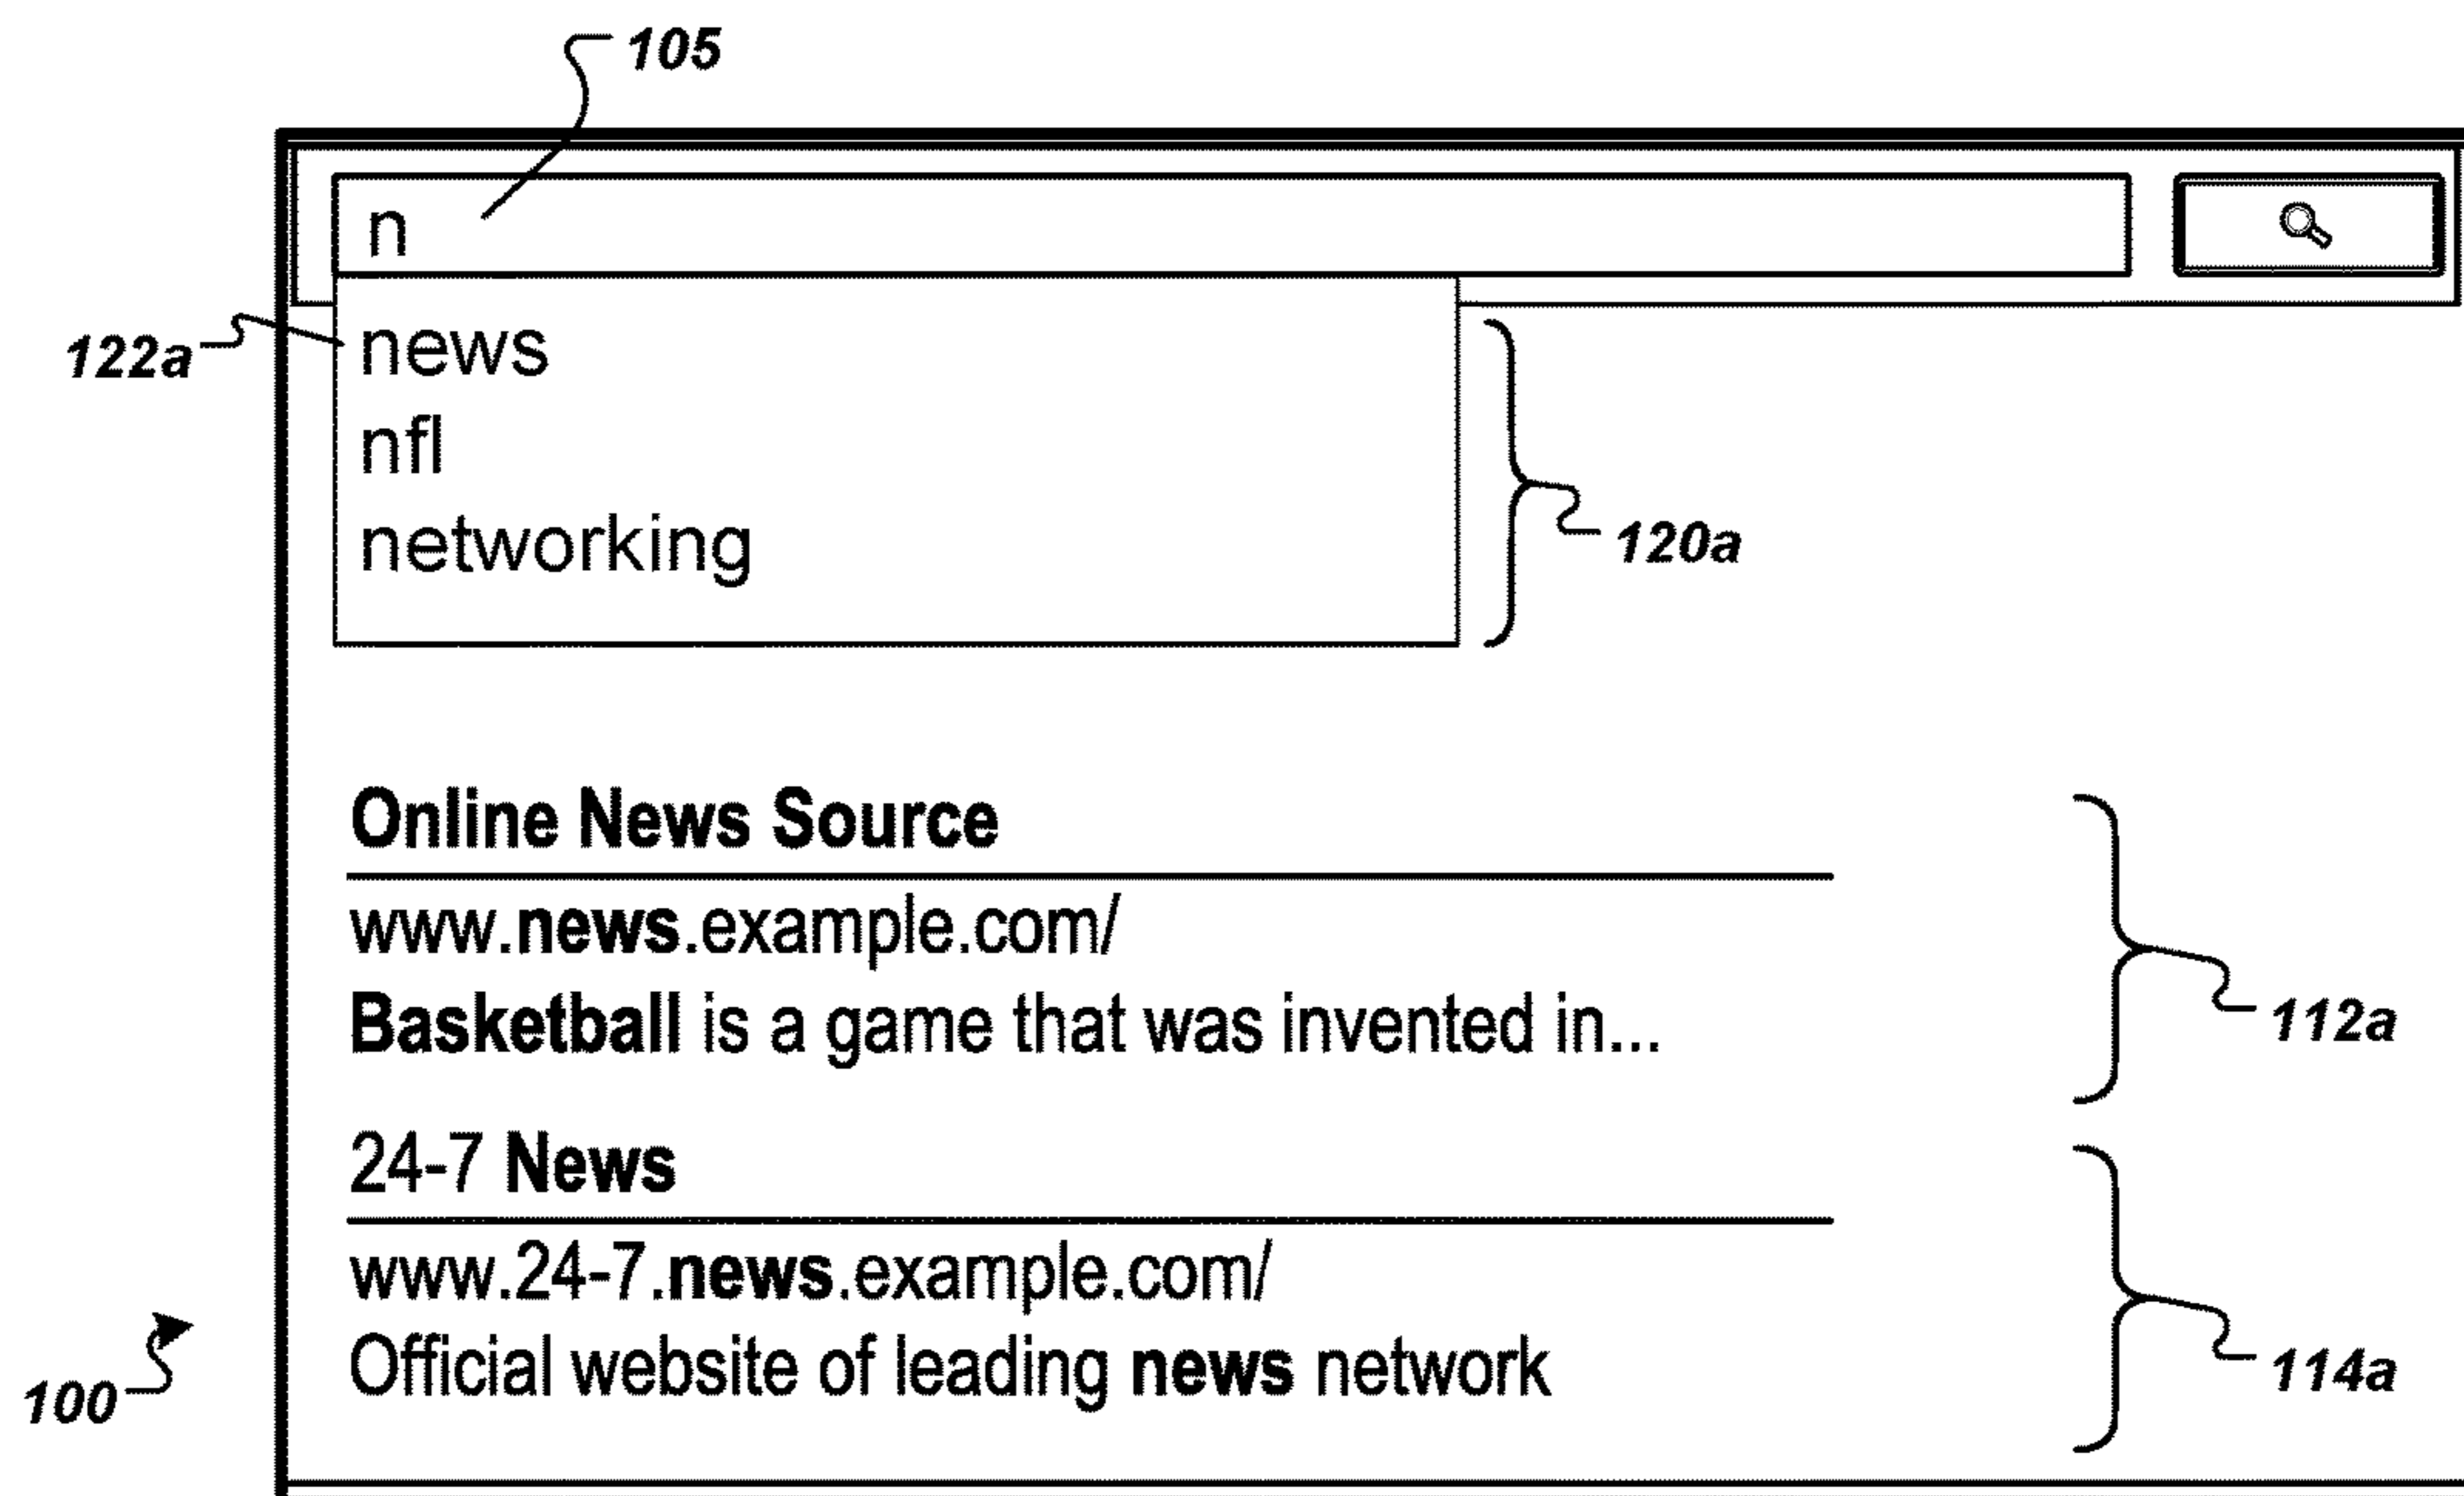 105
n
122a
news
nfl
networking
120a
Online News Source
www.news.example.com/
Basketball is a game that was invented in...
112a
24-7 News
www.24-7.news.example.com/
Official website of leading news network
114a
100